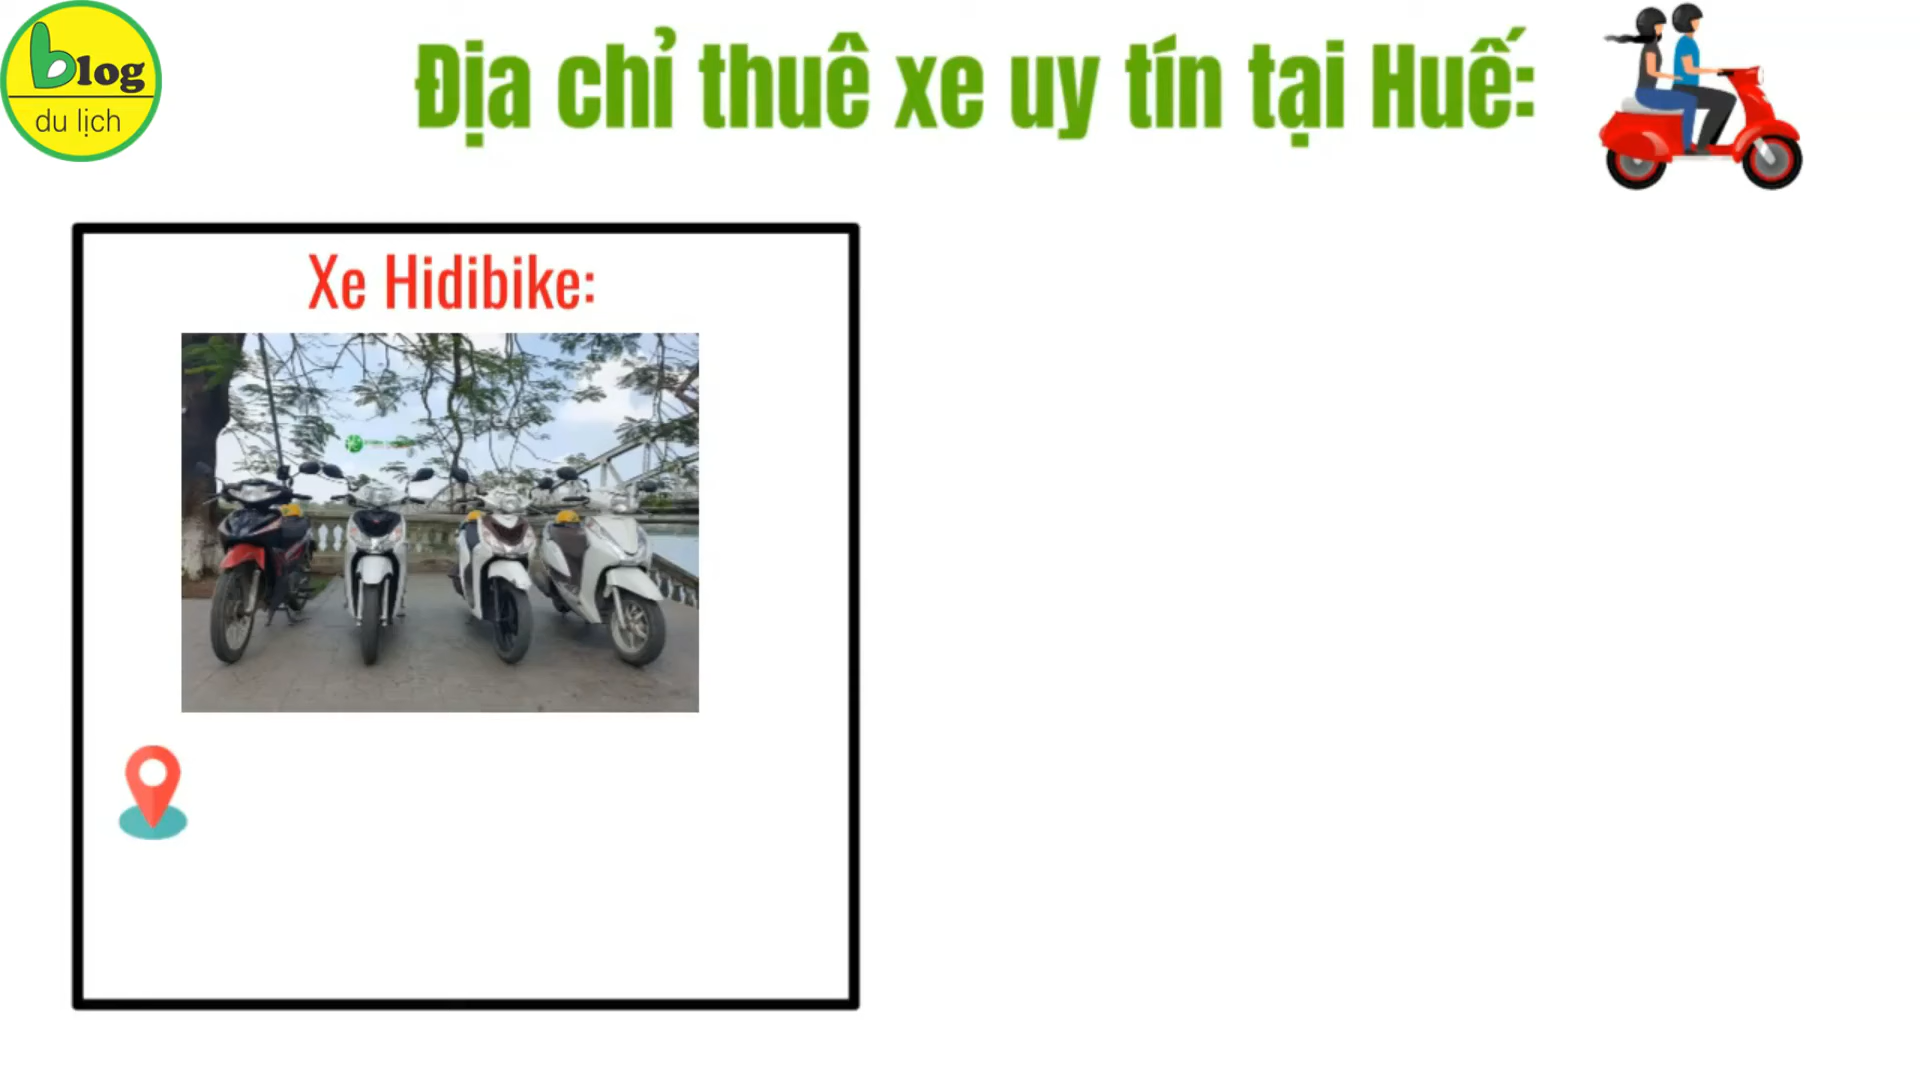 blog
du lịch
Địa chỉ thuê xe uy tín tại Huế:
Xe Hidibike: